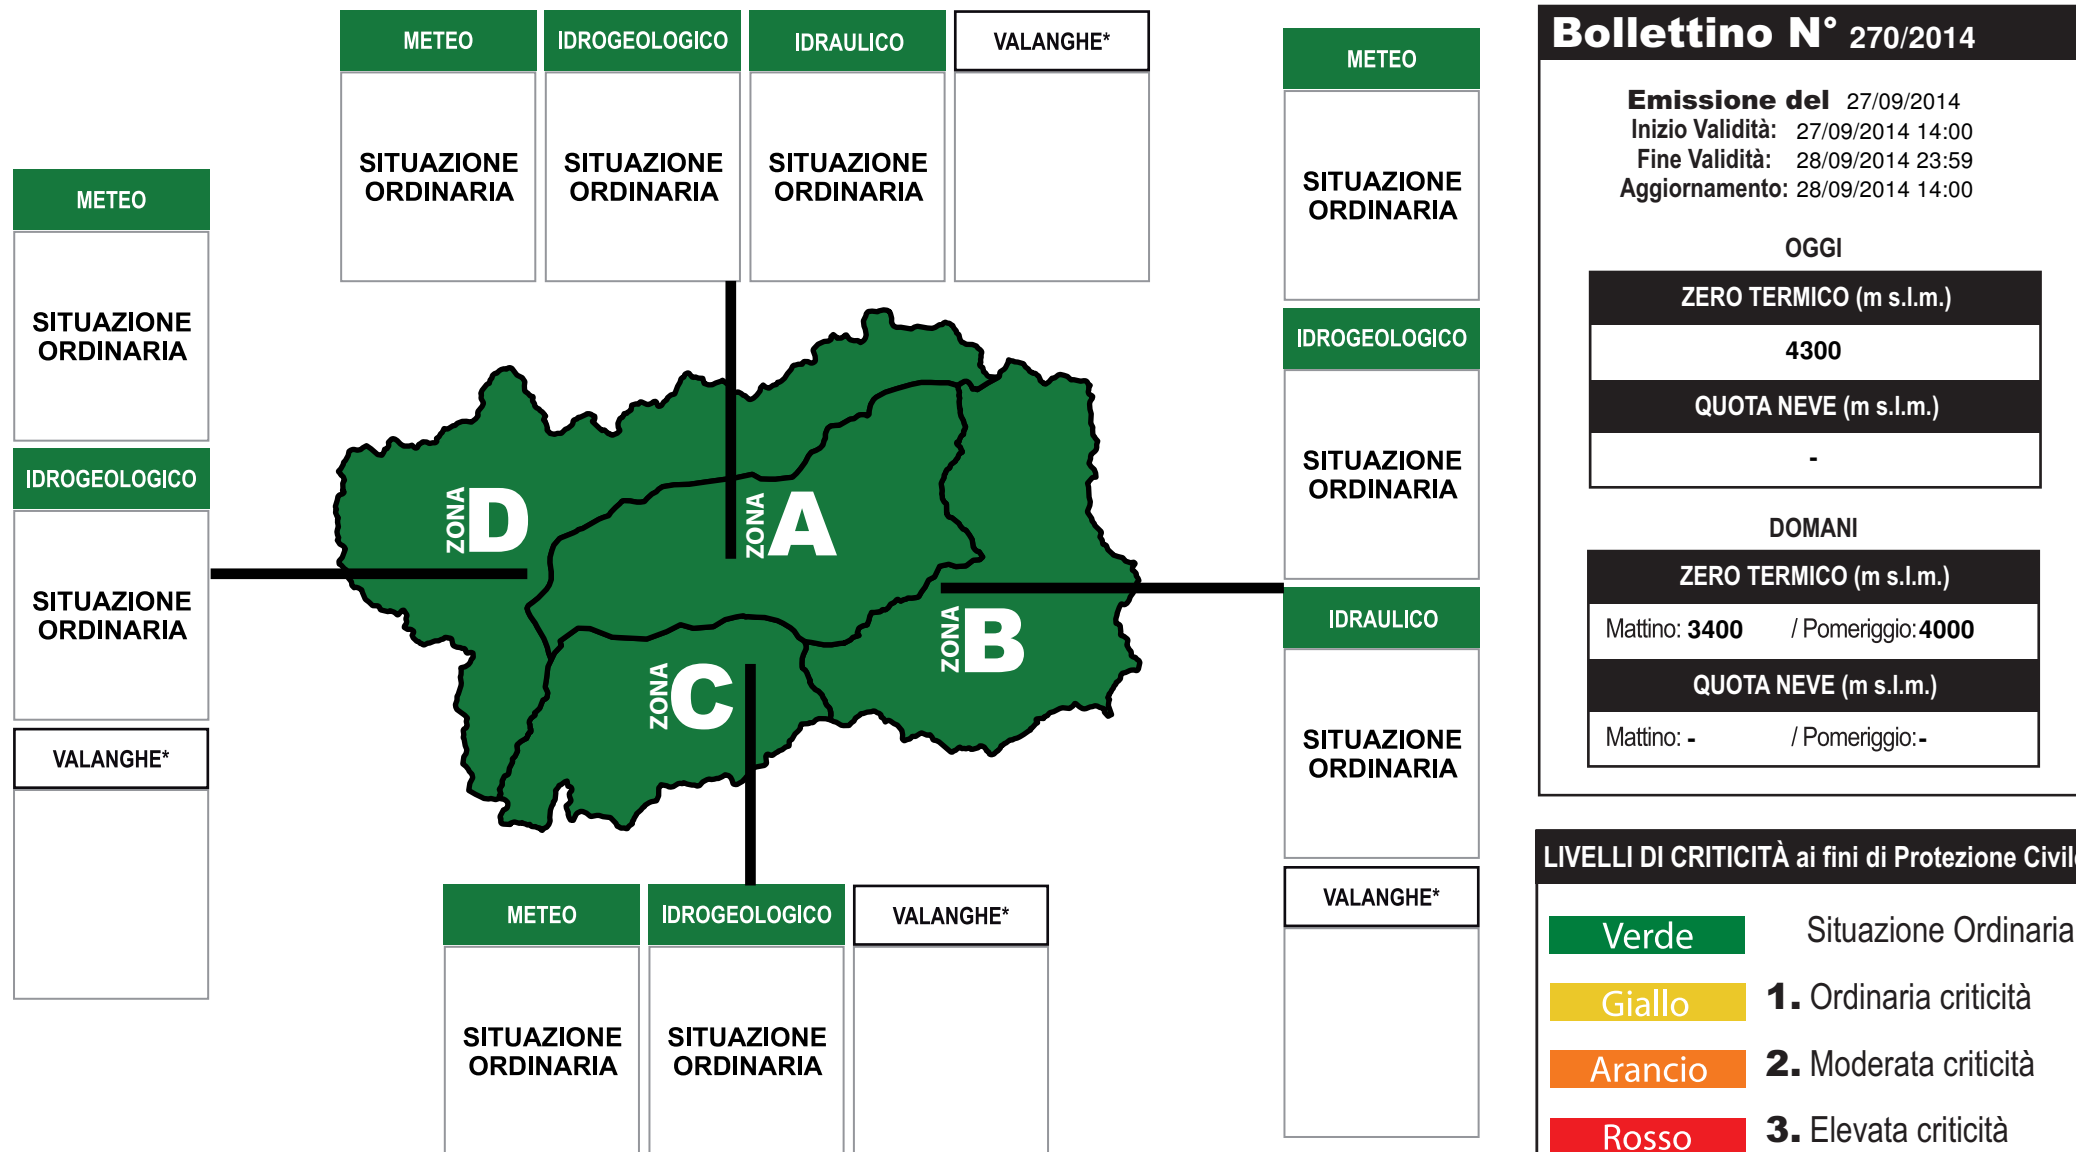 METEO
IDROGEOLOGICO
IDRAULICO
VALANGHE*
SITUAZIONE
ORDINARIA
SITUAZIONE
ORDINARIA
SITUAZIONE
ORDINARIA
METEO
SITUAZIONE
ORDINARIA
IDROGEOLOGICO
SITUAZIONE
ORDINARIA
VALANGHE*
ZONA D
ZONA A
ZONA B
ZONA C
METEO
SITUAZIONE
ORDINARIA
IDROGEOLOGICO
SITUAZIONE
ORDINARIA
IDRAULICO
SITUAZIONE
ORDINARIA
VALANGHE*
METEO
IDROGEOLOGICO
VALANGHE*
SITUAZIONE
ORDINARIA
SITUAZIONE
ORDINARIA
Bollettino N° 270/2014
Emissione del 27/09/2014
Inizio Validità: 27/09/2014 14:00
Fine Validità: 28/09/2014 23:59
Aggiornamento: 28/09/2014 14:00
OGGI
ZERO TERMICO (m s.l.m.)
4300
QUOTA NEVE (m s.l.m.)
-
DOMANI
ZERO TERMICO (m s.l.m.)
Mattino: 3400 / Pomeriggio: 4000
QUOTA NEVE (m s.l.m.)
Mattino: - / Pomeriggio: -
LIVELLI DI CRITICITÀ ai fini di Protezione Civile
Verde Situazione Ordinaria
Giallo 1. Ordinaria criticità
Arancio 2. Moderata criticità
Rosso 3. Elevata criticità